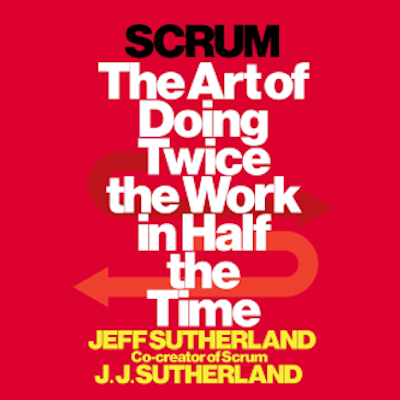 SCRUM
The Art of
Doing
Twice
the Work
in Half
the
Time
JEFF SUTHERLAND
Co-creator of Scrum
J.J. SUTHERLAND